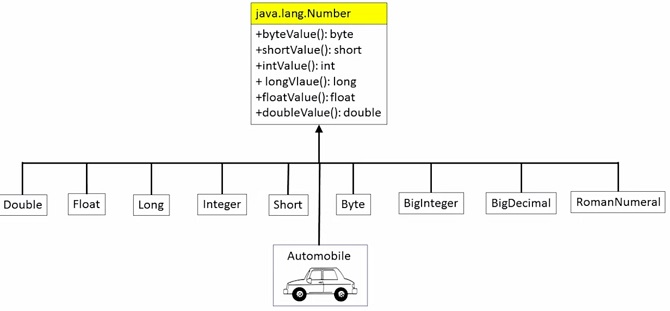 java.lang.Number
+byteValue(): byte
+shortValue(): short
+intValue(): int
+ longVlaue(): long
+floatValue(): float
+doubleValue(): double
Double
Float
Long
Integer
Short
Byte
BigInteger
BigDecimal
RomanNumeral
Automobile